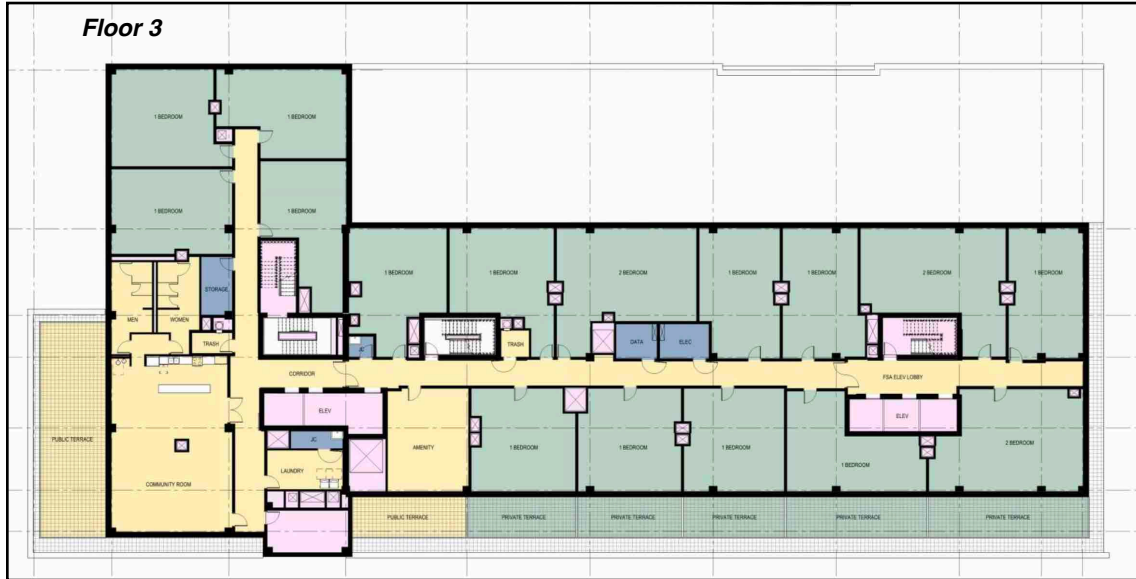 Floor 3
1 BEDROOM
1 BEDROOM
1 BEDROOM
1 BEDROOM
1 BEDROOM
1 BEDROOM
2 BEDROOM
1 BEDROOM
1 BEDROOM
2 BEDROOM
1 BEDROOM
STORAGE
MEN
WOMEN
TRASH
JC
TRASH
DATA
ELEC
CORRIDOR
FSA ELEV LOBBY
ELEV
ELEV
PUBLIC TERRACE
JC
LAUNDRY
AMENITY
1 BEDROOM
1 BEDROOM
1 BEDROOM
1 BEDROOM
2 BEDROOM
COMMUNITY ROOM
PUBLIC TERRACE
PRIVATE TERRACE
PRIVATE TERRACE
PRIVATE TERRACE
PRIVATE TERRACE
PRIVATE TERRACE